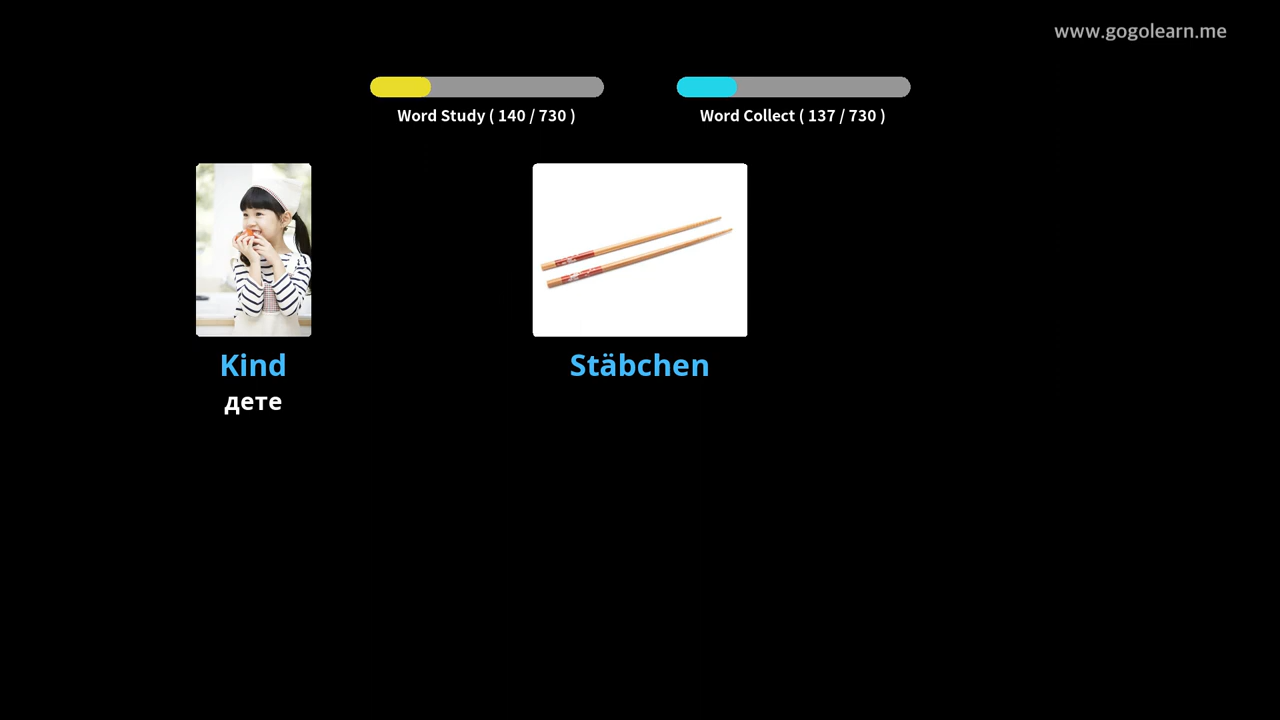 www.gogolearn.me
Word Study ( 140 / 730 )
Word Collect ( 137 / 730 )
Kind
дете
Stäbchen